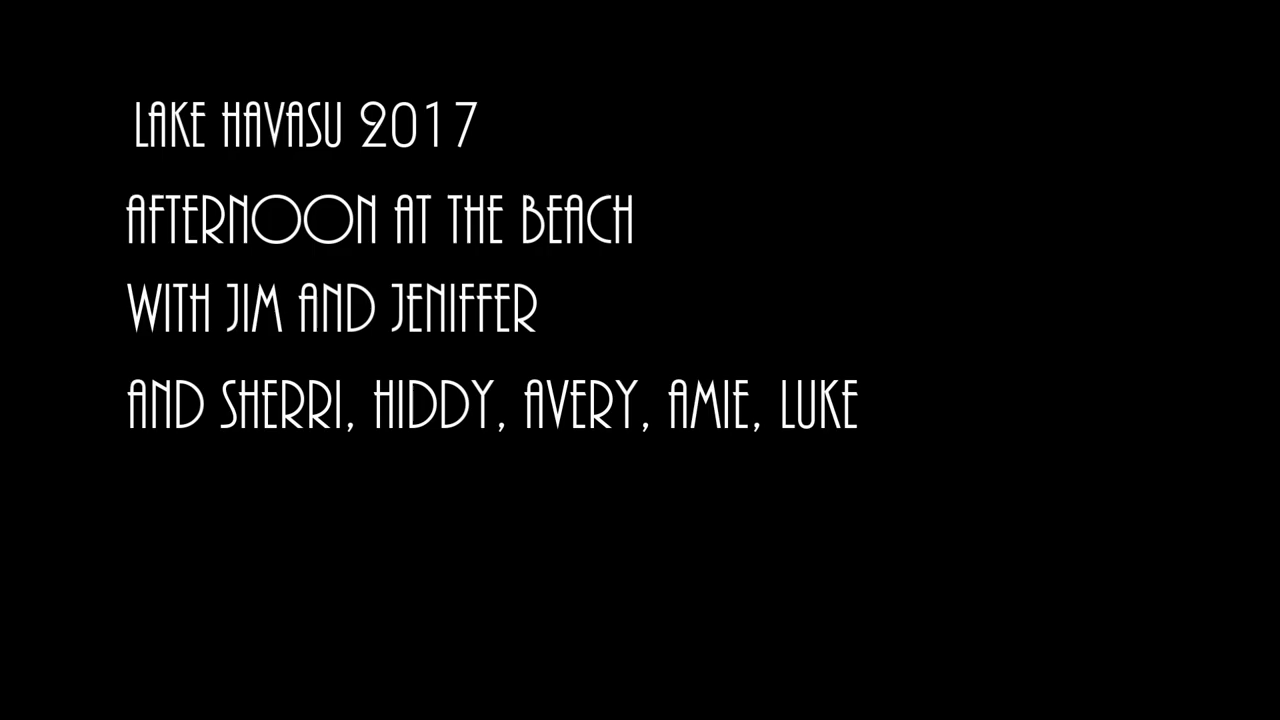 LAKE HAVASU 2017
AFTERNOON AT THE BEACH
WITH JIM AND JENIFFER
AND SHERRI, HIDDY, AVERY, AMIE, LUKE